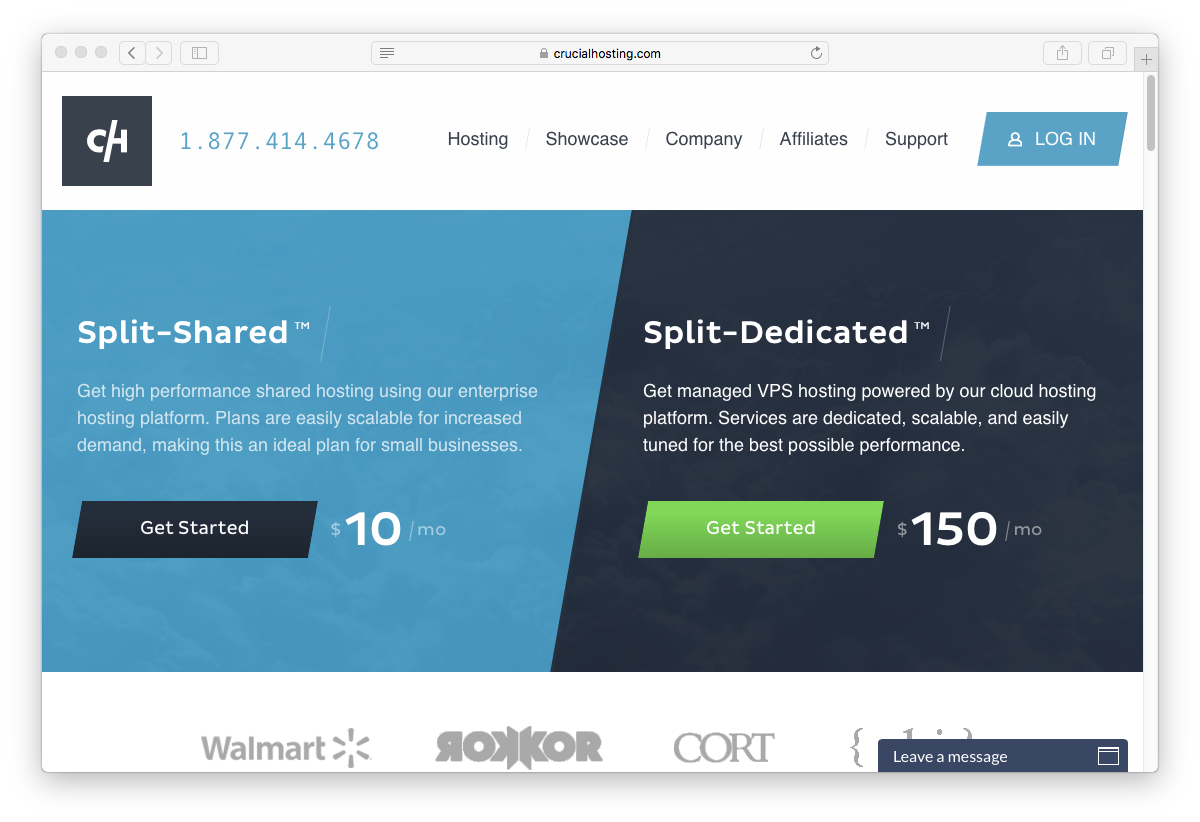 crucialhosting.com
cH
1.877.414.4678
Hosting
Showcase
Company
Affiliates
Support
LOG IN
Split-Shared™
Get high performance shared hosting using our enterprise
hosting platform. Plans are easily scalable for increased
demand, making this an ideal plan for small businesses.
Get Started
$10/mo
Split-Dedicated™
Get managed VPS hosting powered by our cloud hosting
platform. Services are dedicated, scalable, and easily
tuned for the best possible performance.
Get Started
$150/mo
Walmart
ROKKOR
CORT
Leave a message